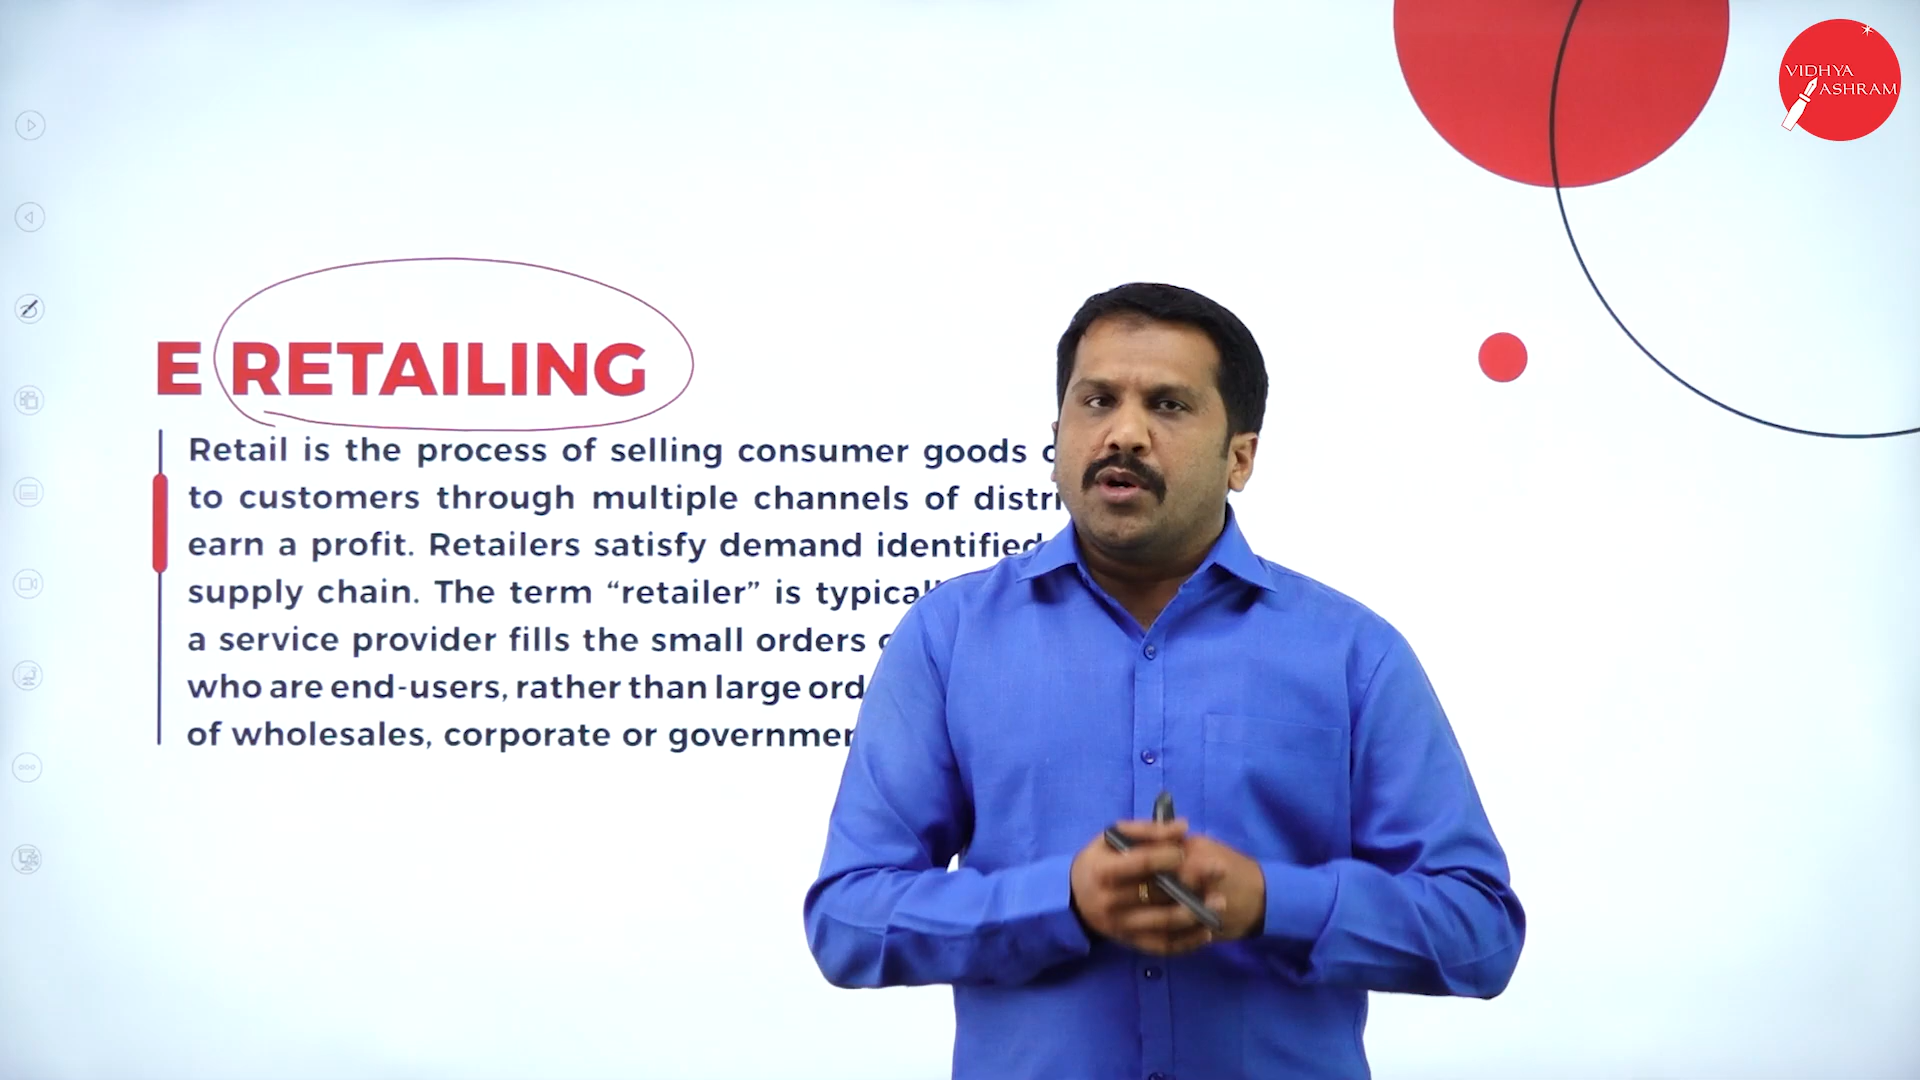 VIDHYA
ASHRAM
E RETAILING
Retail is the process of selling consumer goods
to customers through multiple channels of
earn a profit. Retailers satisfy demand identified
supply chain. The term “retailer” is
a service provider fills the small orders
who are end-users, rather than large
of wholesales, corporate or